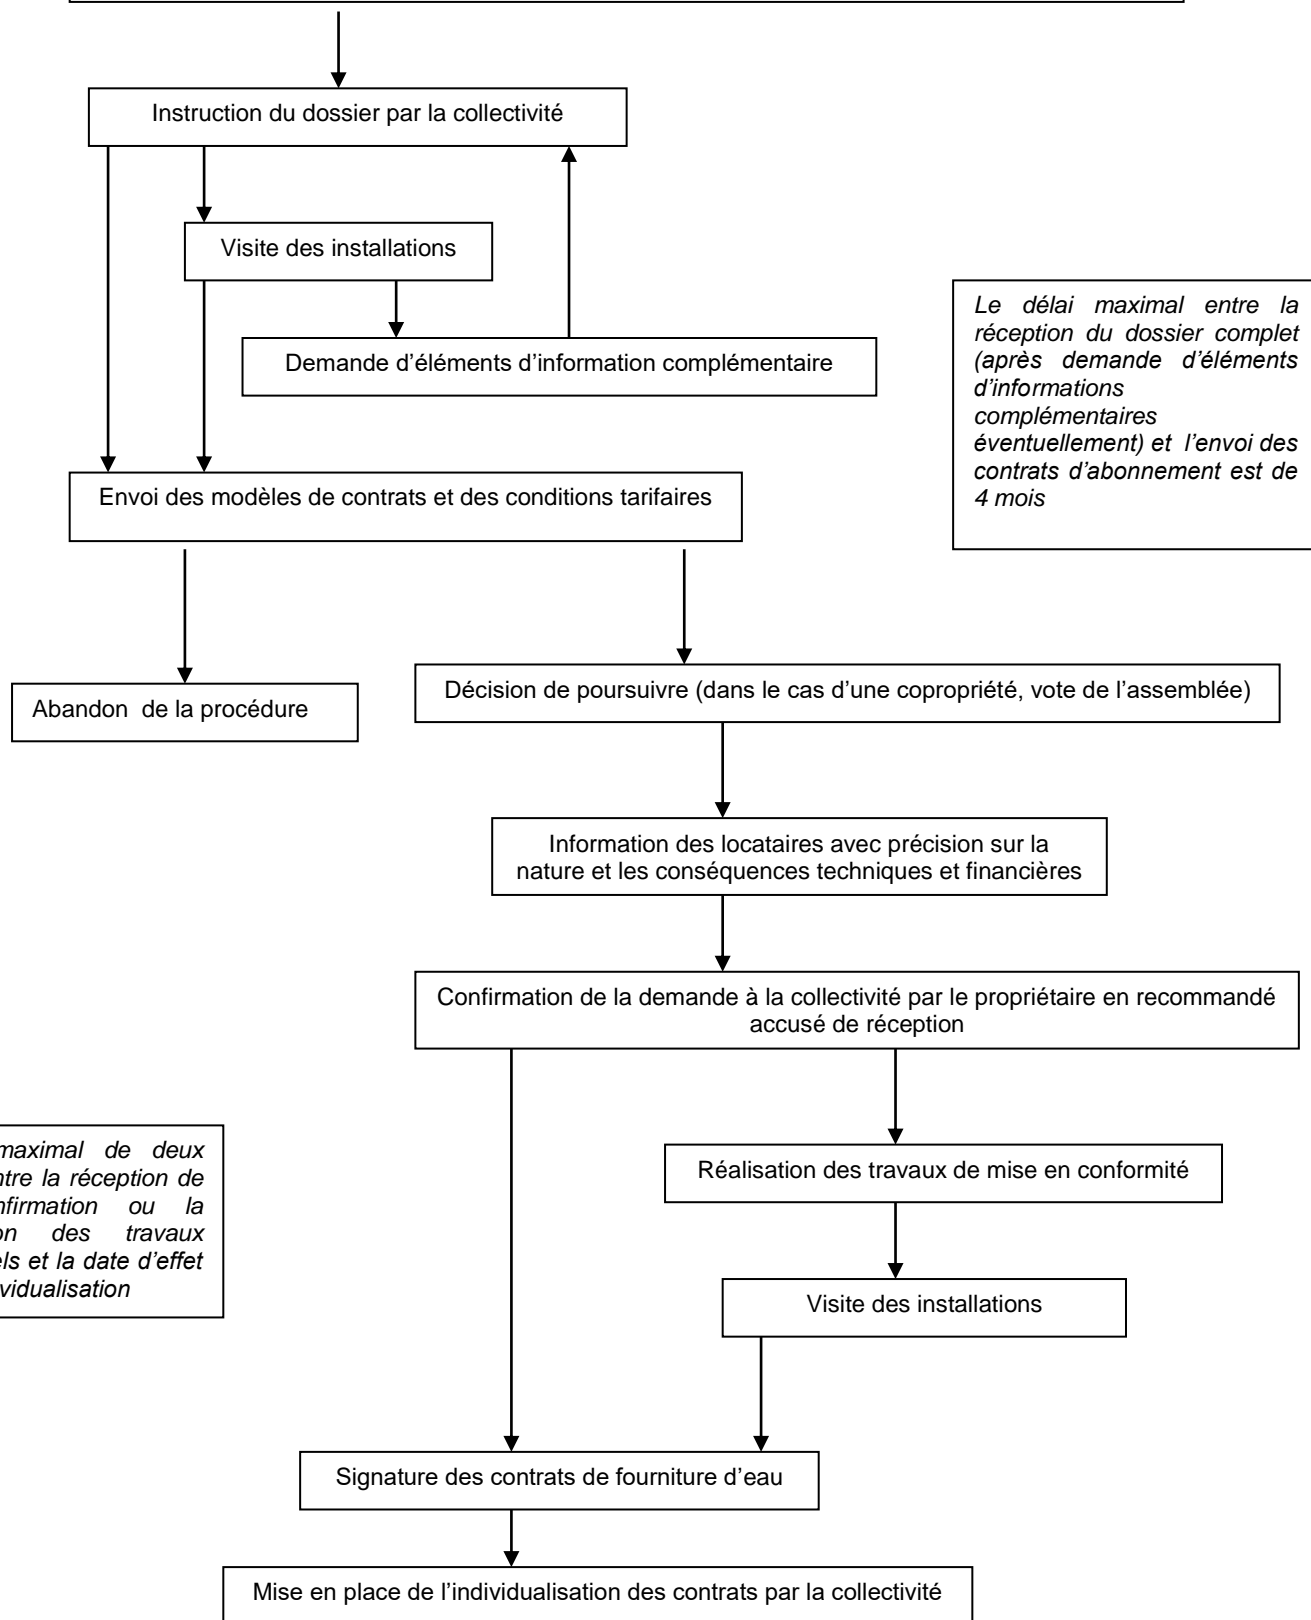 Instruction du dossier par la collectivité
Visite des installations
Demande d’éléments d’information complémentaire
Le délai maximal entre la
réception du dossier complet
(après demande d’éléments
d’informations
complémentaires
éventuellement) et l’envoi des
contrats d’abonnement est de
4 mois
Envoi des modèles de contrats et des conditions tarifaires
Abandon de la procédure
Décision de poursuivre (dans le cas d’une copropriété, vote de l’assemblée)
Information des locataires avec précision sur la
nature et les conséquences techniques et financières
Confirmation de la demande à la collectivité par le propriétaire en recommandé
accusé de réception
maximal de deux
la réception de
ou la
des travaux
et la date d’effet
Réalisation des travaux de mise en conformité
Visite des installations
Signature des contrats de fourniture d’eau
Mise en place de l’individualisation des contrats par la collectivité